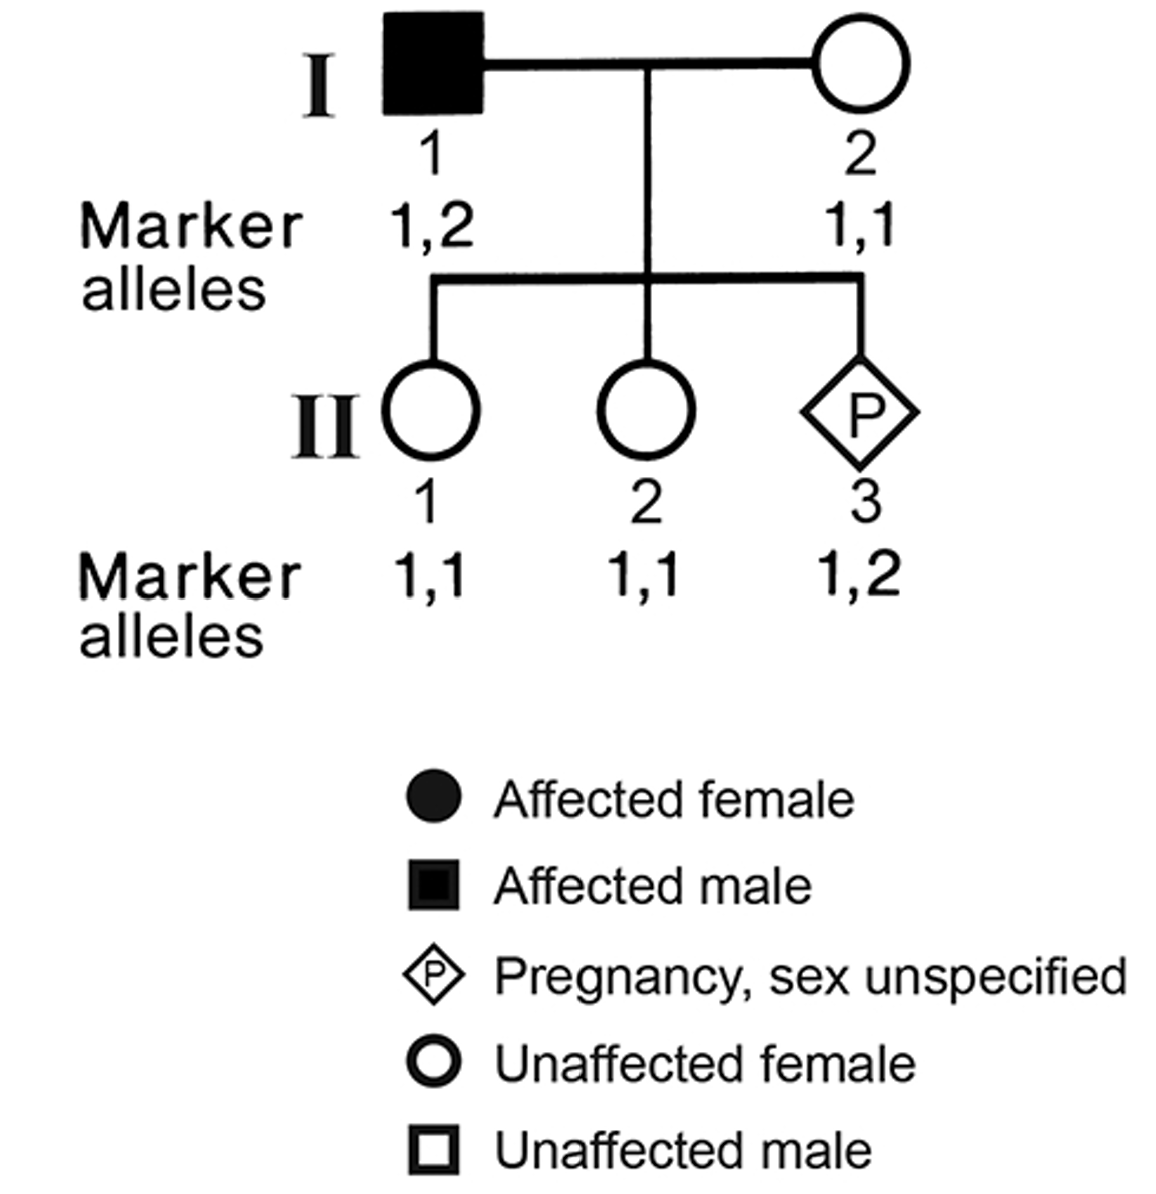 I
1 2
Marker 1,2 1,1
alleles
II P
1 2 3
Marker 1,1 1,1 1,2
alleles
Affected female
Affected male
P Pregnancy, sex unspecified
Unaffected female
Unaffected male